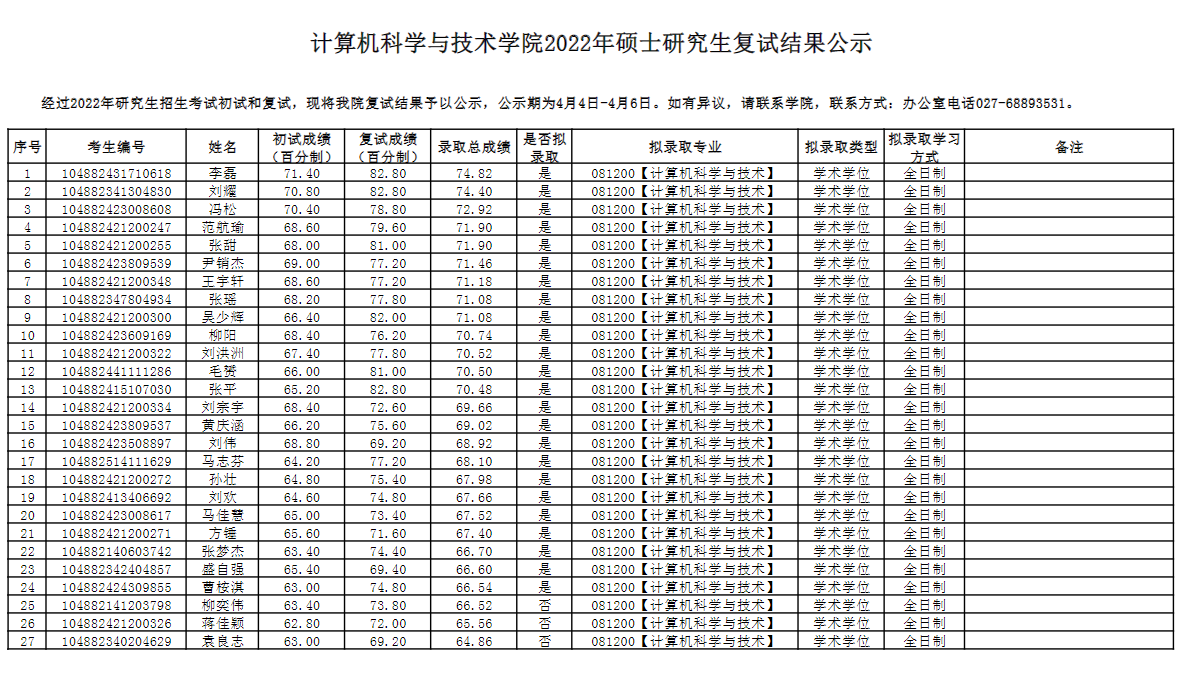 计算机科学与技术学院2022年硕士研究生复试结果公示
经过2022年研究生招生考试初试和复试，现将我院复试结果予以公示，公示期为4月4日-4月6日。如有异议，请联系学院，联系方式：办公室电话027-68893531。
序号 考生编号 姓名 初试成绩（百分制） 复试成绩（百分制） 录取总成绩 是否拟录取 拟录取专业 拟录取类型 拟录取学习方式 备注
1 104882431710618 李磊 71.40 82.80 74.82 是 081200【计算机科学与技术】 学术学位 全日制
2 104882341304830 刘耀 70.80 82.80 74.40 是 081200【计算机科学与技术】 学术学位 全日制
3 104882423008608 冯松 70.40 78.80 72.92 是 081200【计算机科学与技术】 学术学位 全日制
4 104882421200247 范航瑜 68.60 79.60 71.90 是 081200【计算机科学与技术】 学术学位 全日制
5 104882421200255 张甜 68.00 81.00 71.90 是 081200【计算机科学与技术】 学术学位 全日制
6 104882423809539 尹销杰 69.00 77.20 71.46 是 081200【计算机科学与技术】 学术学位 全日制
7 104882421200348 王宇轩 68.60 77.20 71.18 是 081200【计算机科学与技术】 学术学位 全日制
8 104882347804934 张瑶 68.20 77.80 71.08 是 081200【计算机科学与技术】 学术学位 全日制
9 104882421200300 吴少辉 66.40 82.00 71.08 是 081200【计算机科学与技术】 学术学位 全日制
10 104882423609169 柳阳 68.40 76.20 70.74 是 081200【计算机科学与技术】 学术学位 全日制
11 104882421200322 刘洪洲 67.40 77.80 70.52 是 081200【计算机科学与技术】 学术学位 全日制
12 104882441111286 毛赟 66.00 81.00 70.50 是 081200【计算机科学与技术】 学术学位 全日制
13 104882415107030 张平 65.20 82.80 70.48 是 081200【计算机科学与技术】 学术学位 全日制
14 104882421200334 刘宗宇 68.40 72.60 69.66 是 081200【计算机科学与技术】 学术学位 全日制
15 104882423809537 黄庆涵 66.20 75.60 69.02 是 081200【计算机科学与技术】 学术学位 全日制
16 104882423508897 刘伟 68.80 69.20 68.92 是 081200【计算机科学与技术】 学术学位 全日制
17 104882514111629 马志芬 64.20 77.20 68.10 是 081200【计算机科学与技术】 学术学位 全日制
18 104882421200272 孙壮 64.80 75.40 67.98 是 081200【计算机科学与技术】 学术学位 全日制
19 104882413406692 刘欢 64.60 74.80 67.66 是 081200【计算机科学与技术】 学术学位 全日制
20 104882423008617 马佳慧 65.00 73.40 67.52 是 081200【计算机科学与技术】 学术学位 全日制
21 104882421200271 方锺 65.60 71.60 67.40 是 081200【计算机科学与技术】 学术学位 全日制
22 104882140603742 张梦杰 63.40 74.40 66.70 是 081200【计算机科学与技术】 学术学位 全日制
23 104882342404857 盛自强 65.40 69.40 66.60 是 081200【计算机科学与技术】 学术学位 全日制
24 104882424309855 曹桉淇 63.00 74.80 66.54 是 081200【计算机科学与技术】 学术学位 全日制
25 104882141203798 柳奕伟 63.40 73.80 66.52 否 081200【计算机科学与技术】 学术学位 全日制
26 104882421200326 蒋佳颖 62.80 72.00 65.56 否 081200【计算机科学与技术】 学术学位 全日制
27 104882340204629 袁良志 63.00 69.20 64.86 否 081200【计算机科学与技术】 学术学位 全日制